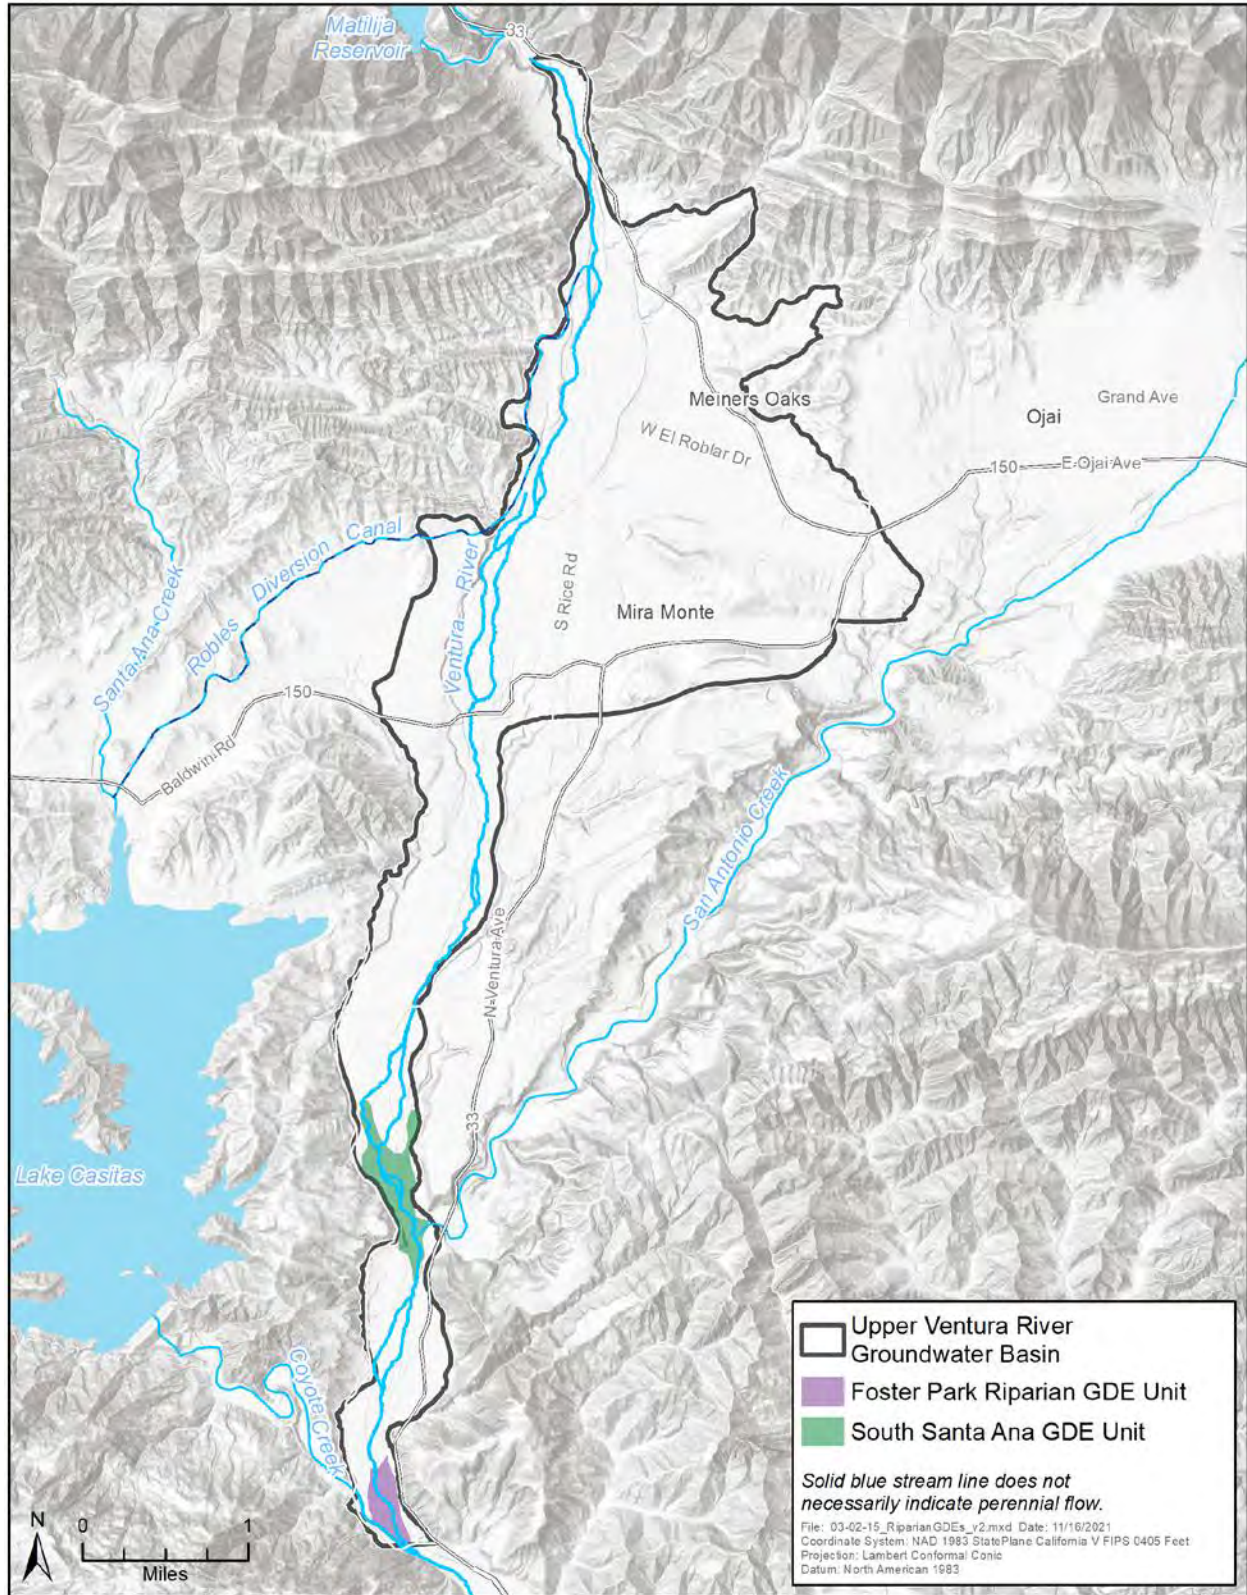 Matilija
Reservoir
33
Meiners Oaks
Grand Ave
Ojai
W El Roblar Dr
150
E Ojai Ave
Robles Diversion Canal
Santa Ana Creek
Ventura River
S Rice Rd
Mira Monte
150
Baldwin Rd
San Antonio Creek
N Ventura Ave
33
Lake Casitas
Coyote Creek
Upper Ventura River
Groundwater Basin
Foster Park Riparian GDE Unit
South Santa Ana GDE Unit
Solid blue stream line does not
necessarily indicate perennial flow.
File: 03-02-15_RiparianGDEs_v2.mxd Date: 11/16/2021
Coordinate System: NAD 1983 StatePlane California V FIPS 0405 Feet
Projection: Lambert Conformal Conic
Datum: North American 1983
N
0 1
Miles